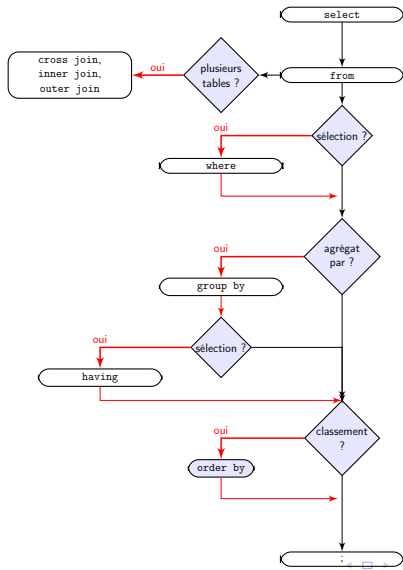 select
cross join,
inner join,
outer join
oui
plusieurs
tables ?
from
sélection ?
oui
where
agrégat
par ?
oui
group by
sélection ?
oui
having
classement
?
oui
order by
;